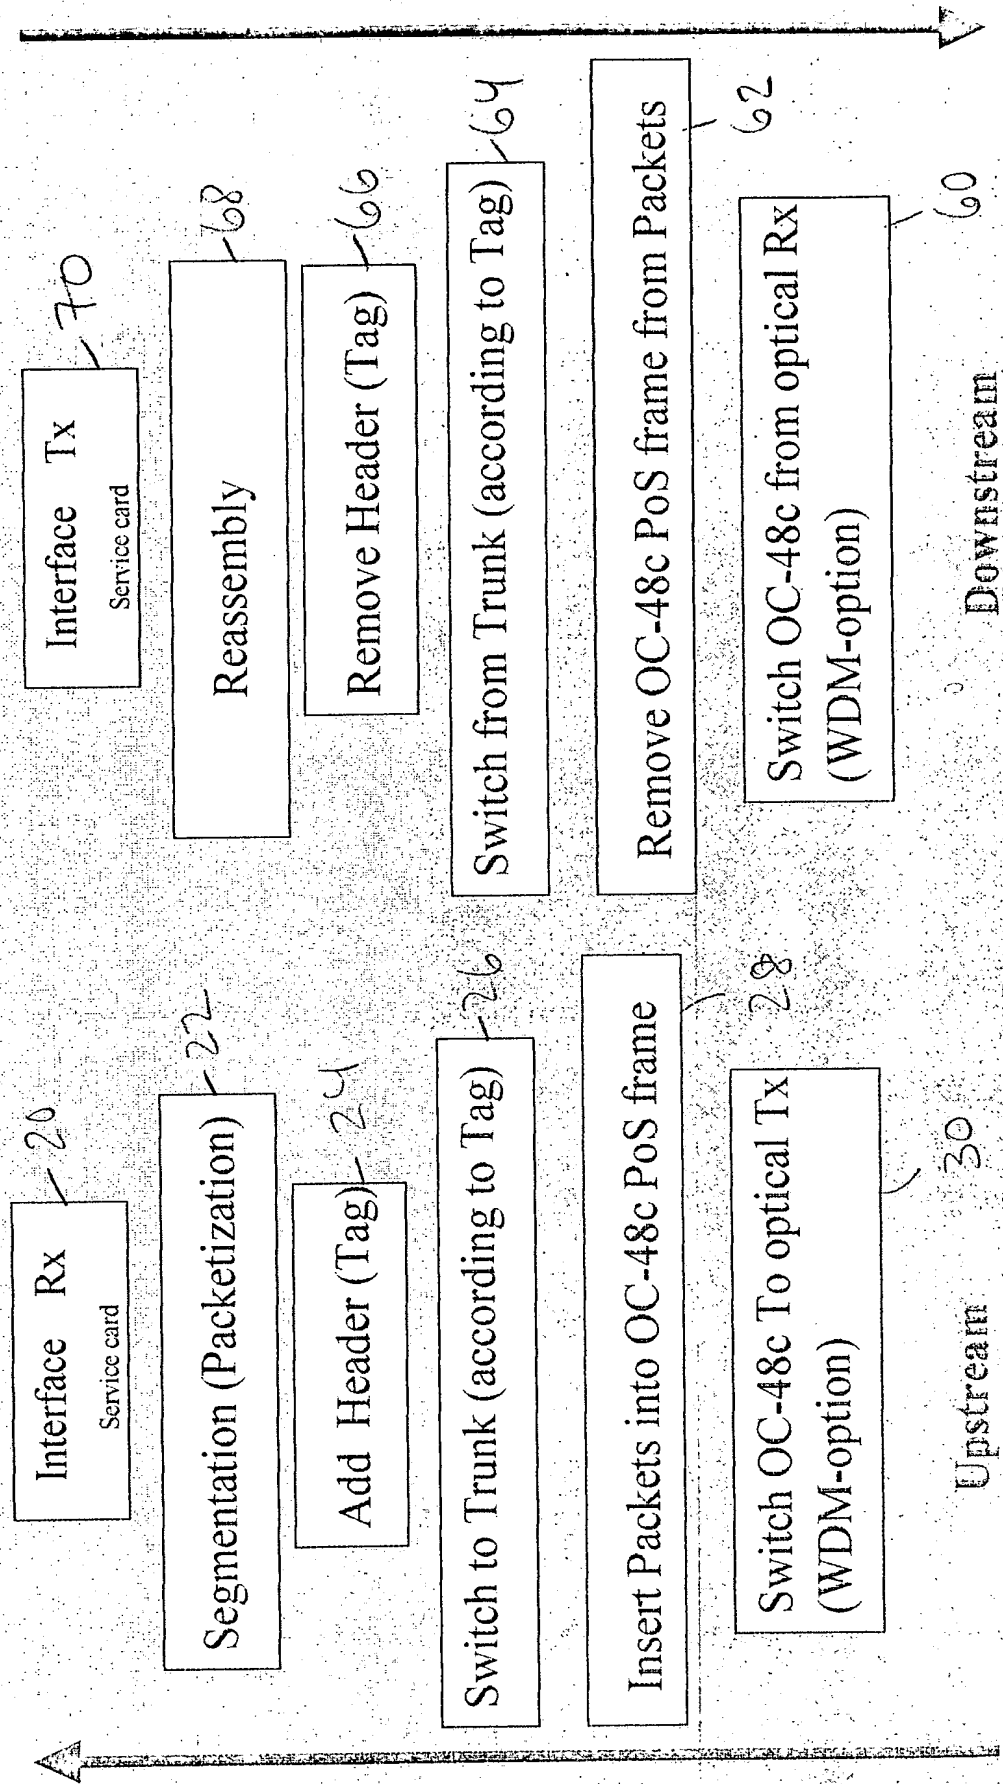 Interface Rx
Service card
20
Segmentation (Packetization)
22
Add Header (Tag)
24
Switch to Trunk (according to Tag)
26
Insert Packets into OC-48c PoS frame
28
Switch OC-48c To optical Tx
(WDM-option)
30
Upstream
Interface Tx
Service card
70
Reassembly
68
Remove Header (Tag)
66
Switch from Trunk (according to Tag)
64
Remove OC-48c PoS frame from Packets
62
Switch OC-48c from optical Rx
(WDM-option)
60
Downstream